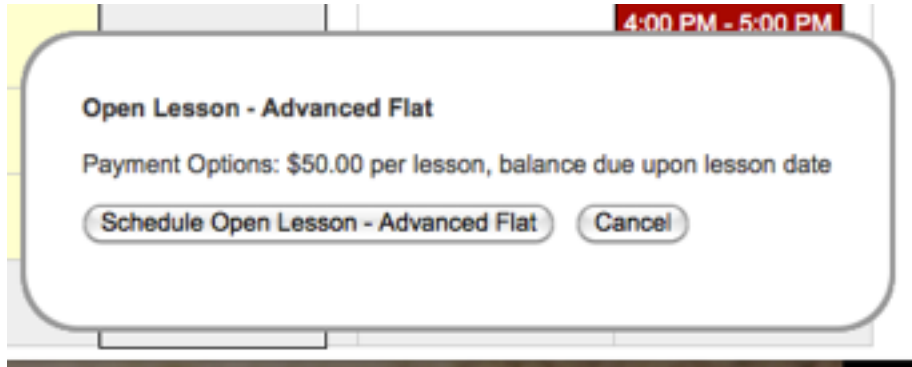 4:00 PM - 5:00 PM
Open Lesson - Advanced Flat
Payment Options: $50.00 per lesson, balance due upon lesson date
Schedule Open Lesson - Advanced Flat Cancel